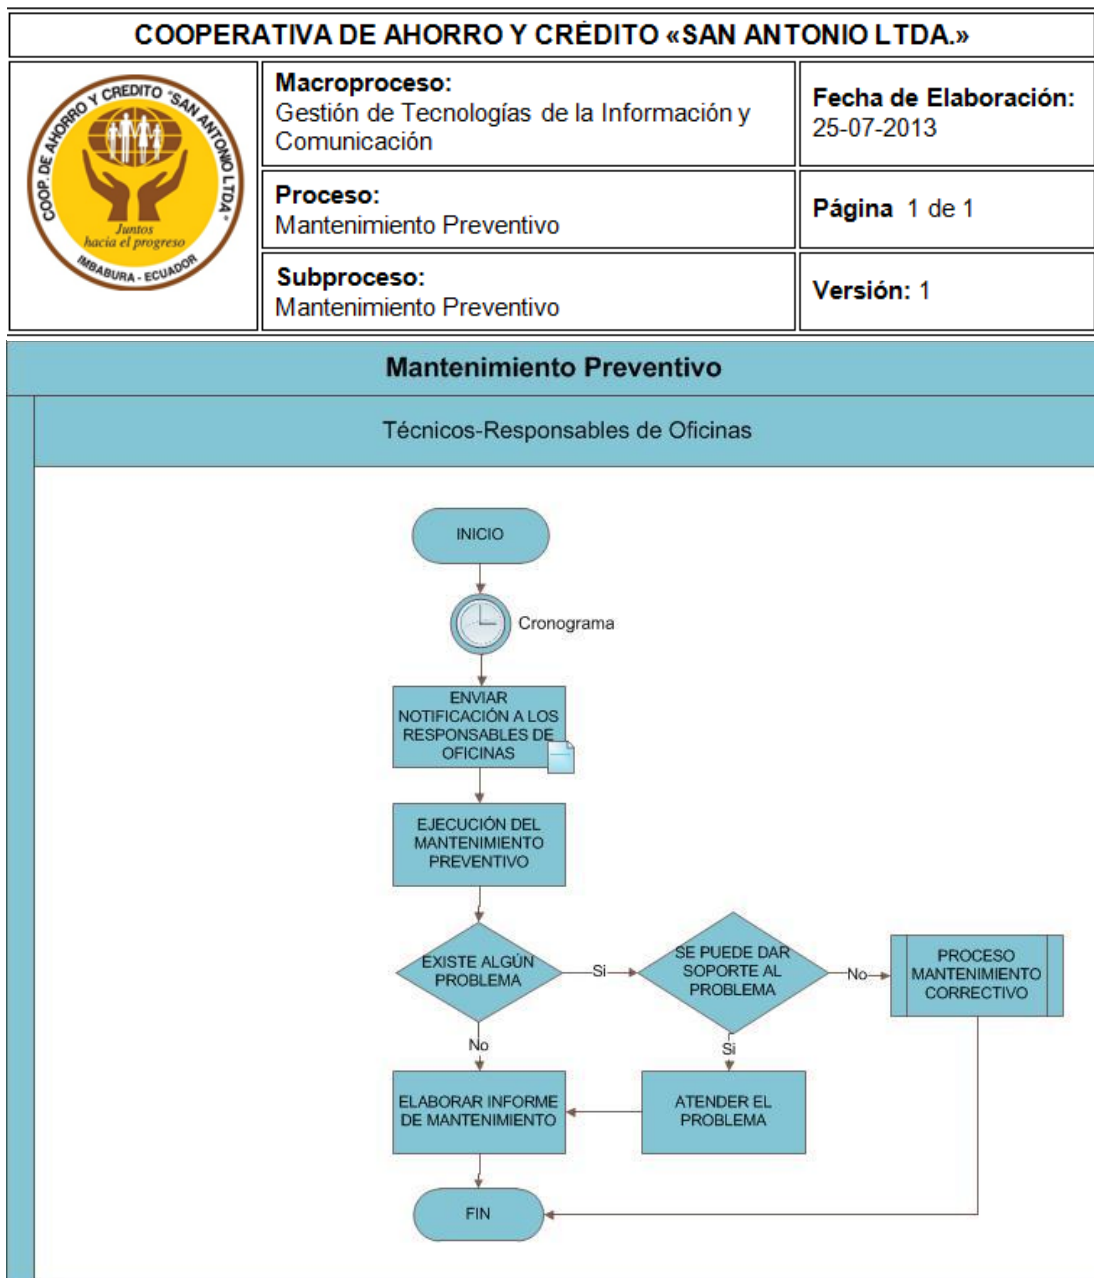 COOPERATIVA DE AHORRO Y CRÉDITO «SAN ANTONIO LTDA.»
COOP. DE AHORRO Y CREDITO "SAN ANTONIO LTDA"
Juntos
hacia el progreso
IMBABURA - ECUADOR
Macroproceso:
Gestión de Tecnologías de la Información y
Comunicación
Fecha de Elaboración:
25-07-2013
Proceso:
Mantenimiento Preventivo
Página 1 de 1
Subproceso:
Mantenimiento Preventivo
Versión: 1
Mantenimiento Preventivo
Técnicos-Responsables de Oficinas
INICIO
Cronograma
ENVIAR
NOTIFICACIÓN A LOS
RESPONSABLES DE
OFICINAS
EJECUCIÓN DEL
MANTENIMIENTO
PREVENTIVO
EXISTE ALGÚN
PROBLEMA
Si
SE PUEDE DAR
SOPORTE AL
PROBLEMA
No
PROCESO
MANTENIMIENTO
CORRECTIVO
No
Si
ELABORAR INFORME
DE MANTENIMIENTO
ATENDER EL
PROBLEMA
FIN